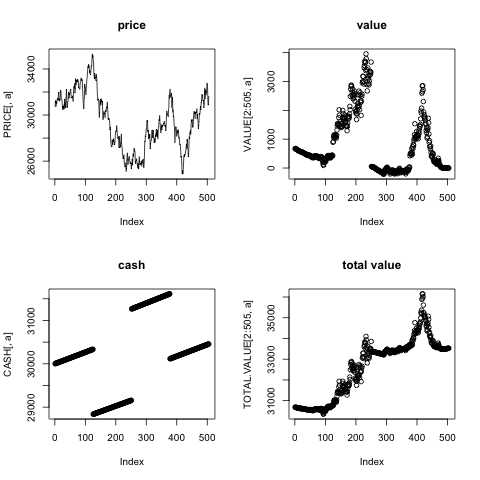 price
value
PRICE[, a]
26000 30000 34000
0 100 200 300 400 500
Index
VALUE[2:505, a]
0 1000 3000
0 100 200 300 400 500
Index
cash
total value
CASH[, a]
29000 30000 31000
0 100 200 300 400 500
Index
TOTAL.VALUE[2:505, a]
31000 33000 35000
0 100 200 300 400 500
Index